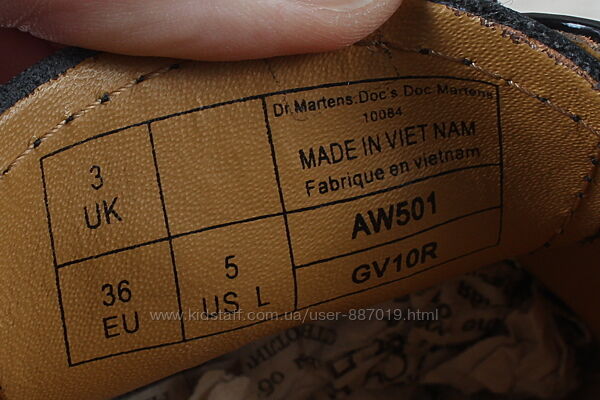 Dr.Martens.Doc's.Doc Martens
10084
MADE IN VIET NAM
Fabrique en vietnam
3
UK
AW501
36
EU
5
US L
GV10R
www.kidstaff.com.ua/user-887019.html